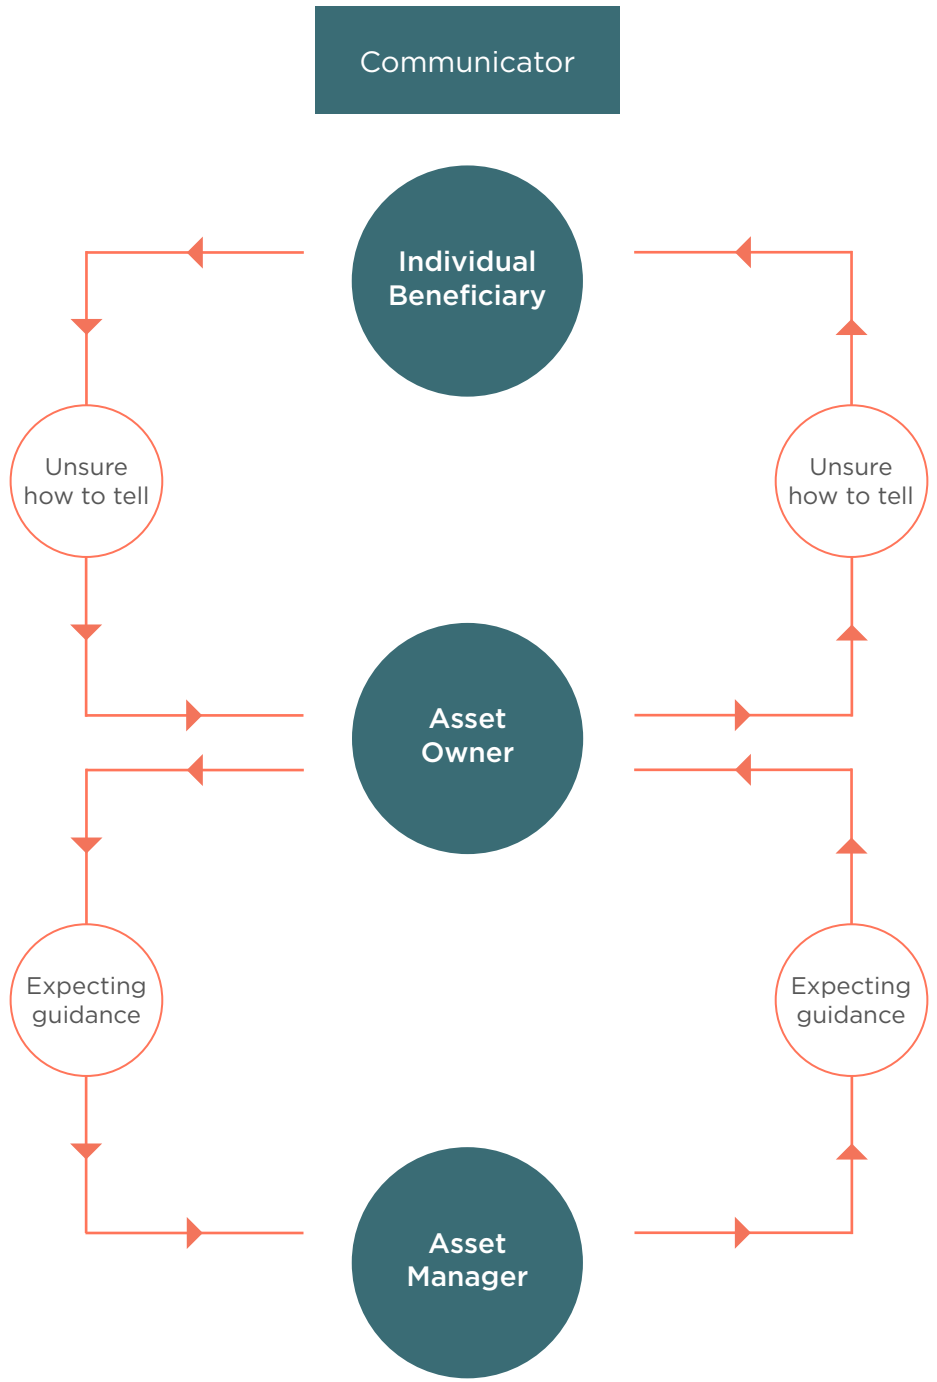 Communicator
Individual
Beneficiary
Unsure
how to tell
Unsure
how to tell
Asset
Owner
Expecting
guidance
Expecting
guidance
Asset
Manager